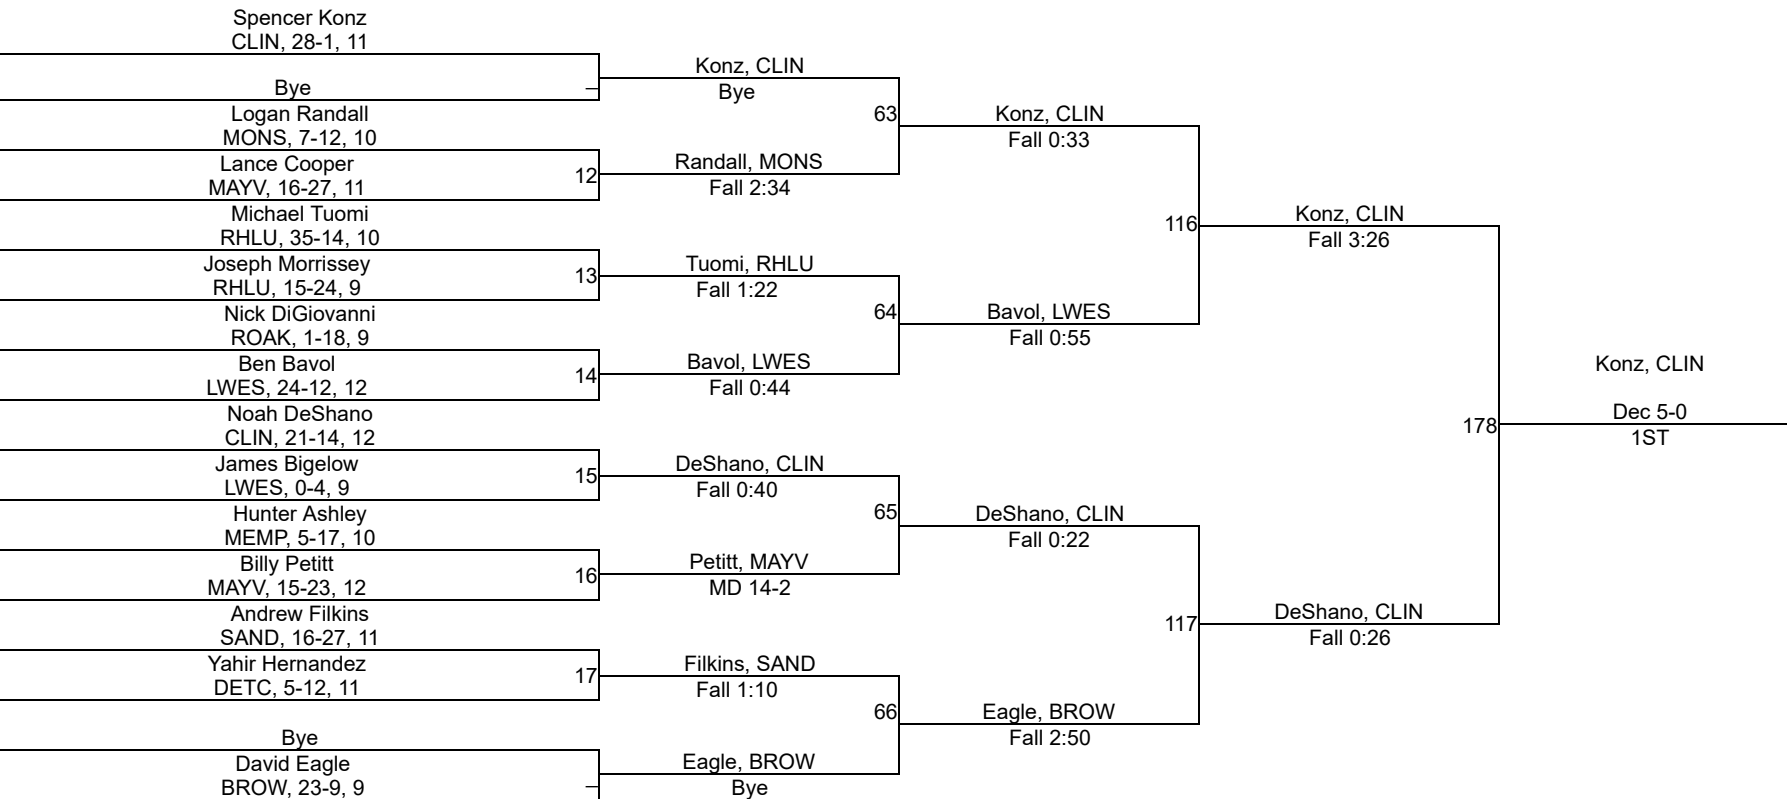 Spencer Konz
CLIN, 28-1, 11
Bye
Logan Randall
MONS, 7-12, 10
Lance Cooper
MAYV, 16-27, 11
Michael Tuomi
RHLU, 35-14, 10
Joseph Morrissey
RHLU, 15-24, 9
Nick DiGiovanni
ROAK, 1-18, 9
Ben Bavol
LWES, 24-12, 12
Noah DeShano
CLIN, 21-14, 12
James Bigelow
LWES, 0-4, 9
Hunter Ashley
MEMP, 5-17, 10
Billy Petitt
MAYV, 15-23, 12
Andrew Filkins
SAND, 16-27, 11
Yahir Hernandez
DETC, 5-12, 11
Bye
David Eagle
BROW, 23-9, 9
–
12
13
14
15
16
17
–
Konz, CLIN
Bye
Randall, MONS
Fall 2:34
Tuomi, RHLU
Fall 1:22
Bavol, LWES
Fall 0:44
DeShano, CLIN
Fall 0:40
Petitt, MAYV
MD 14-2
Filkins, SAND
Fall 1:10
Eagle, BROW
Bye
63
64
65
66
Konz, CLIN
Fall 0:33
Bavol, LWES
Fall 0:55
DeShano, CLIN
Fall 0:22
Eagle, BROW
Fall 2:50
116
117
Konz, CLIN
Fall 3:26
DeShano, CLIN
Fall 0:26
178
Konz, CLIN
Dec 5-0
1ST